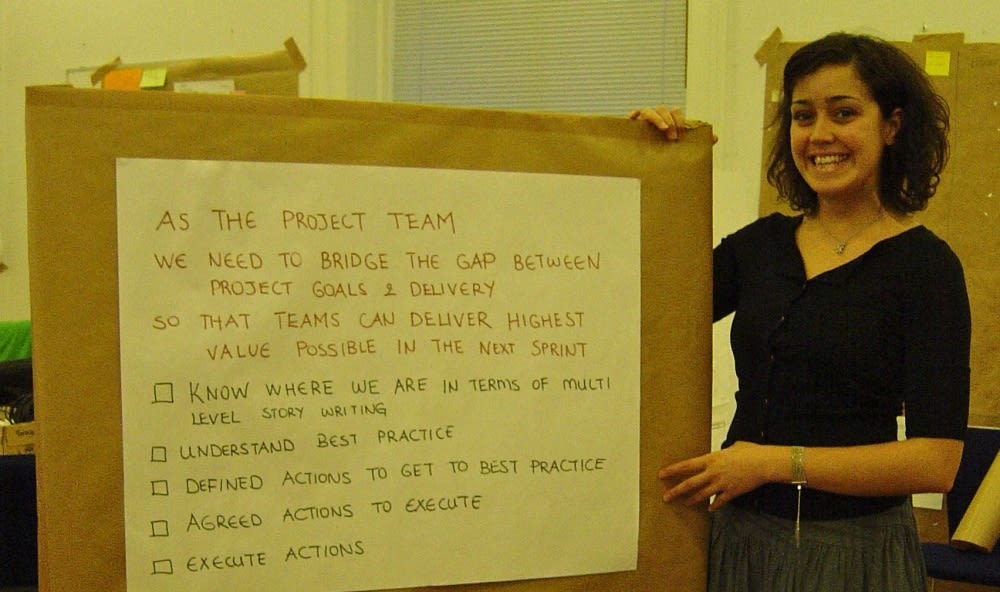 AS THE PROJECT TEAM
WE NEED TO BRIDGE THE GAP BETWEEN
PROJECT GOALS & DELIVERY
SO THAT TEAMS CAN DELIVER HIGHEST
VALUE POSSIBLE IN THE NEXT SPRINT
KNOW WHERE WE ARE IN TERMS OF MULTI
LEVEL STORY WRITING
UNDERSTAND BEST PRACTICE
DEFINED ACTIONS TO GET TO BEST PRACTICE
AGREED ACTIONS TO EXECUTE
EXECUTE ACTIONS